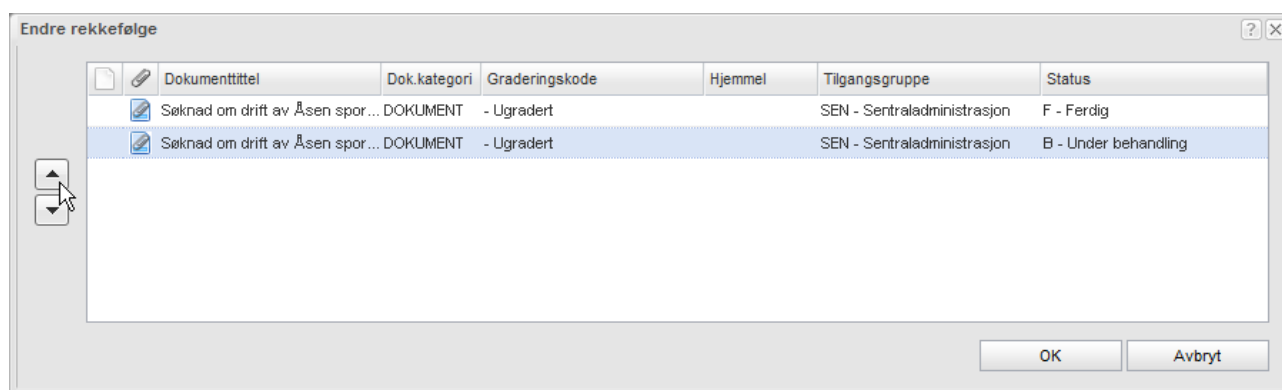 Endre rekkefølge
Dokumenttittel Dok.kategori Graderingskode Hjemmel Tilgangsgruppe Status
Søknad om drift av Åsen spor... DOKUMENT - Ugradert SEN - Sentraladministrasjon F - Ferdig
Søknad om drift av Åsen spor... DOKUMENT - Ugradert SEN - Sentraladministrasjon B - Under behandling
OK Avbryt